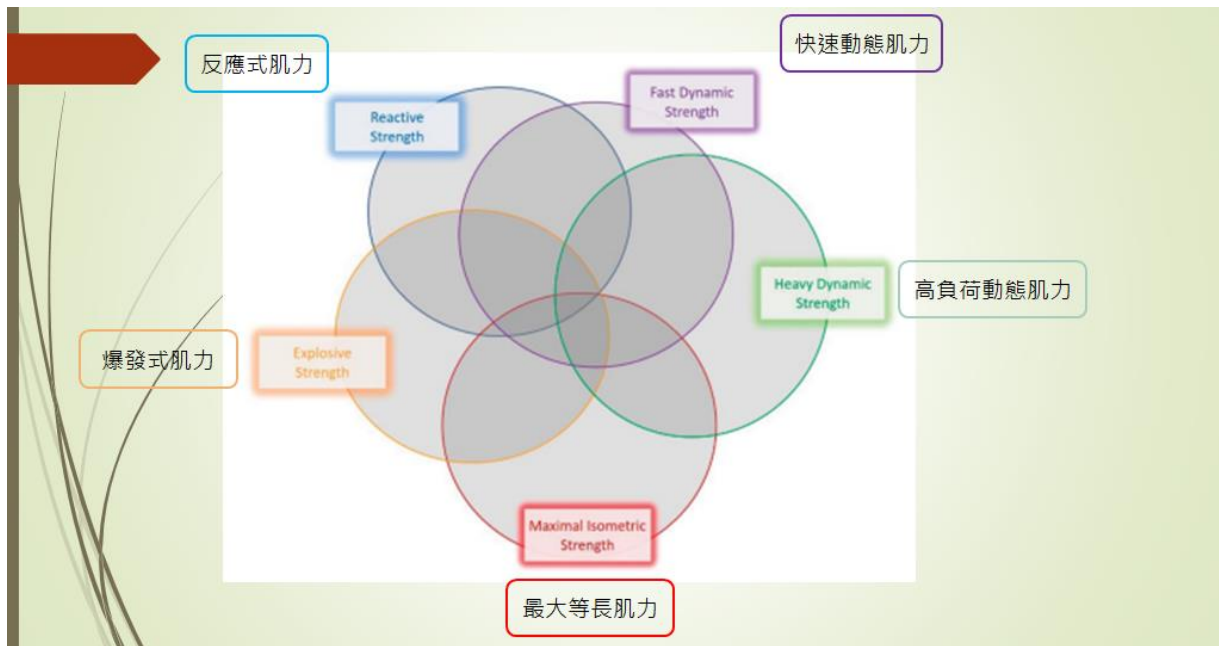 反應式肌力
快速動態肌力
Reactive
Strength
Fast Dynamic
Strength
Heavy Dynamic
Strength
高負荷動態肌力
爆發式肌力
Explosive
Strength
Maximal Isometric
Strength
最大等長肌力